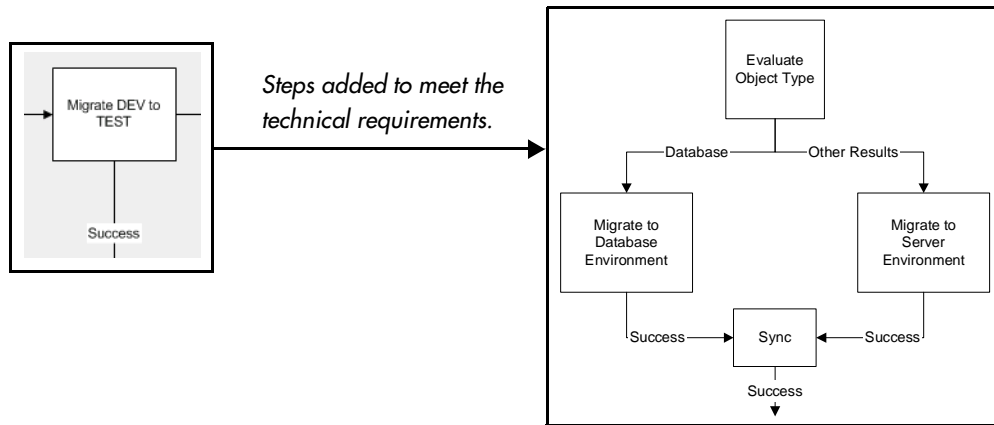 Migrate DEV to
TEST
Success
Steps added to meet the
technical requirements.
Evaluate
Object Type
Database
Other Results
Migrate to
Database
Environment
Migrate to
Server
Environment
Success
Sync
Success
Success